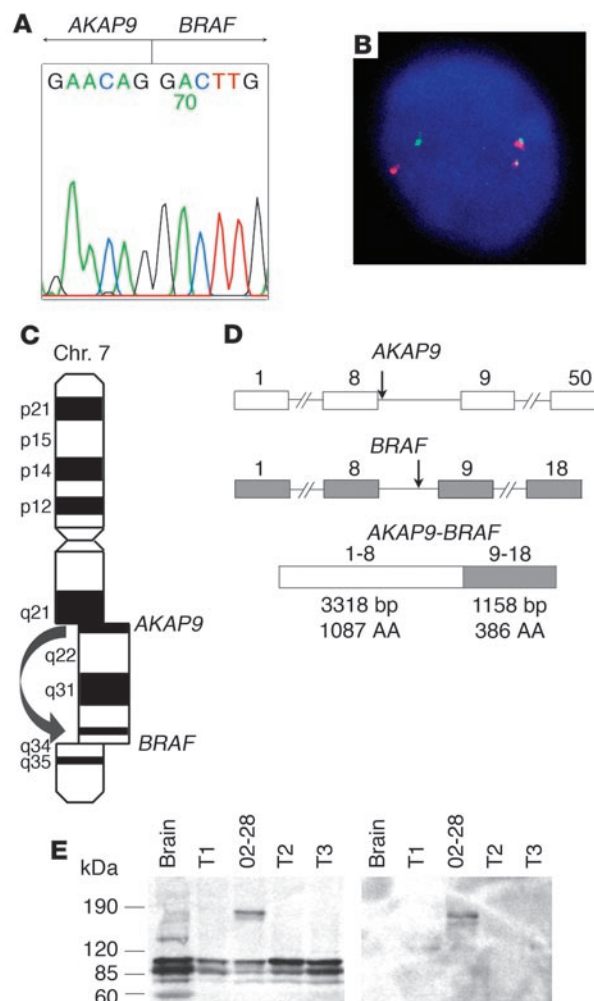 A
AKAP9 BRAF
GAACAG GACTTG
70
B
C
Chr. 7
p21
p15
p14
p12
q21
AKAP9
q22
q31
q34
BRAF
q35
D
AKAP9
1 8 9 50
BRAF
1 8 9 18
AKAP9-BRAF
1-8 9-18
3318 bp 1158 bp
1087 AA 386 AA
E
kDa Brain T1 02-28 T2 T3 Brain T1 02-28 T2 T3
190
120
85
60